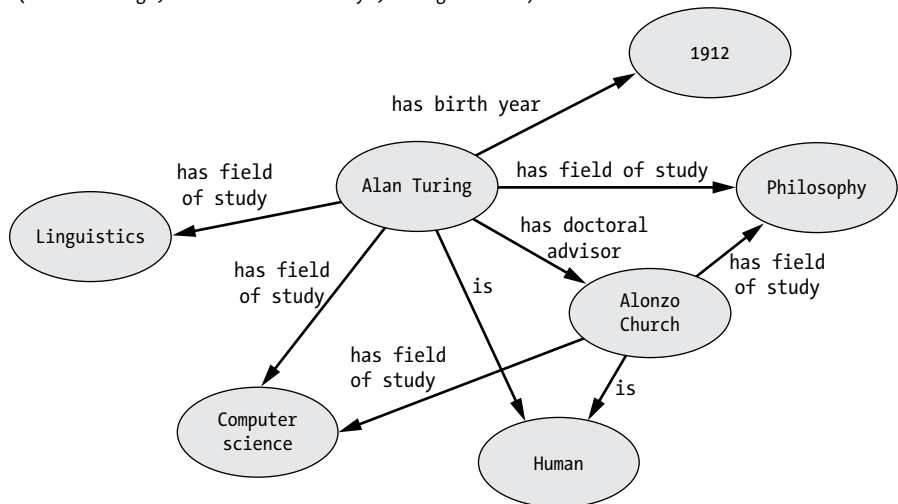 1912
has birth year
has field
of study
Alan Turing
has field of study
Philosophy
Linguistics
has doctoral
advisor
has field
of study
has field
of study
is
Alonzo
Church
has field
of study
is
Computer
science
Human